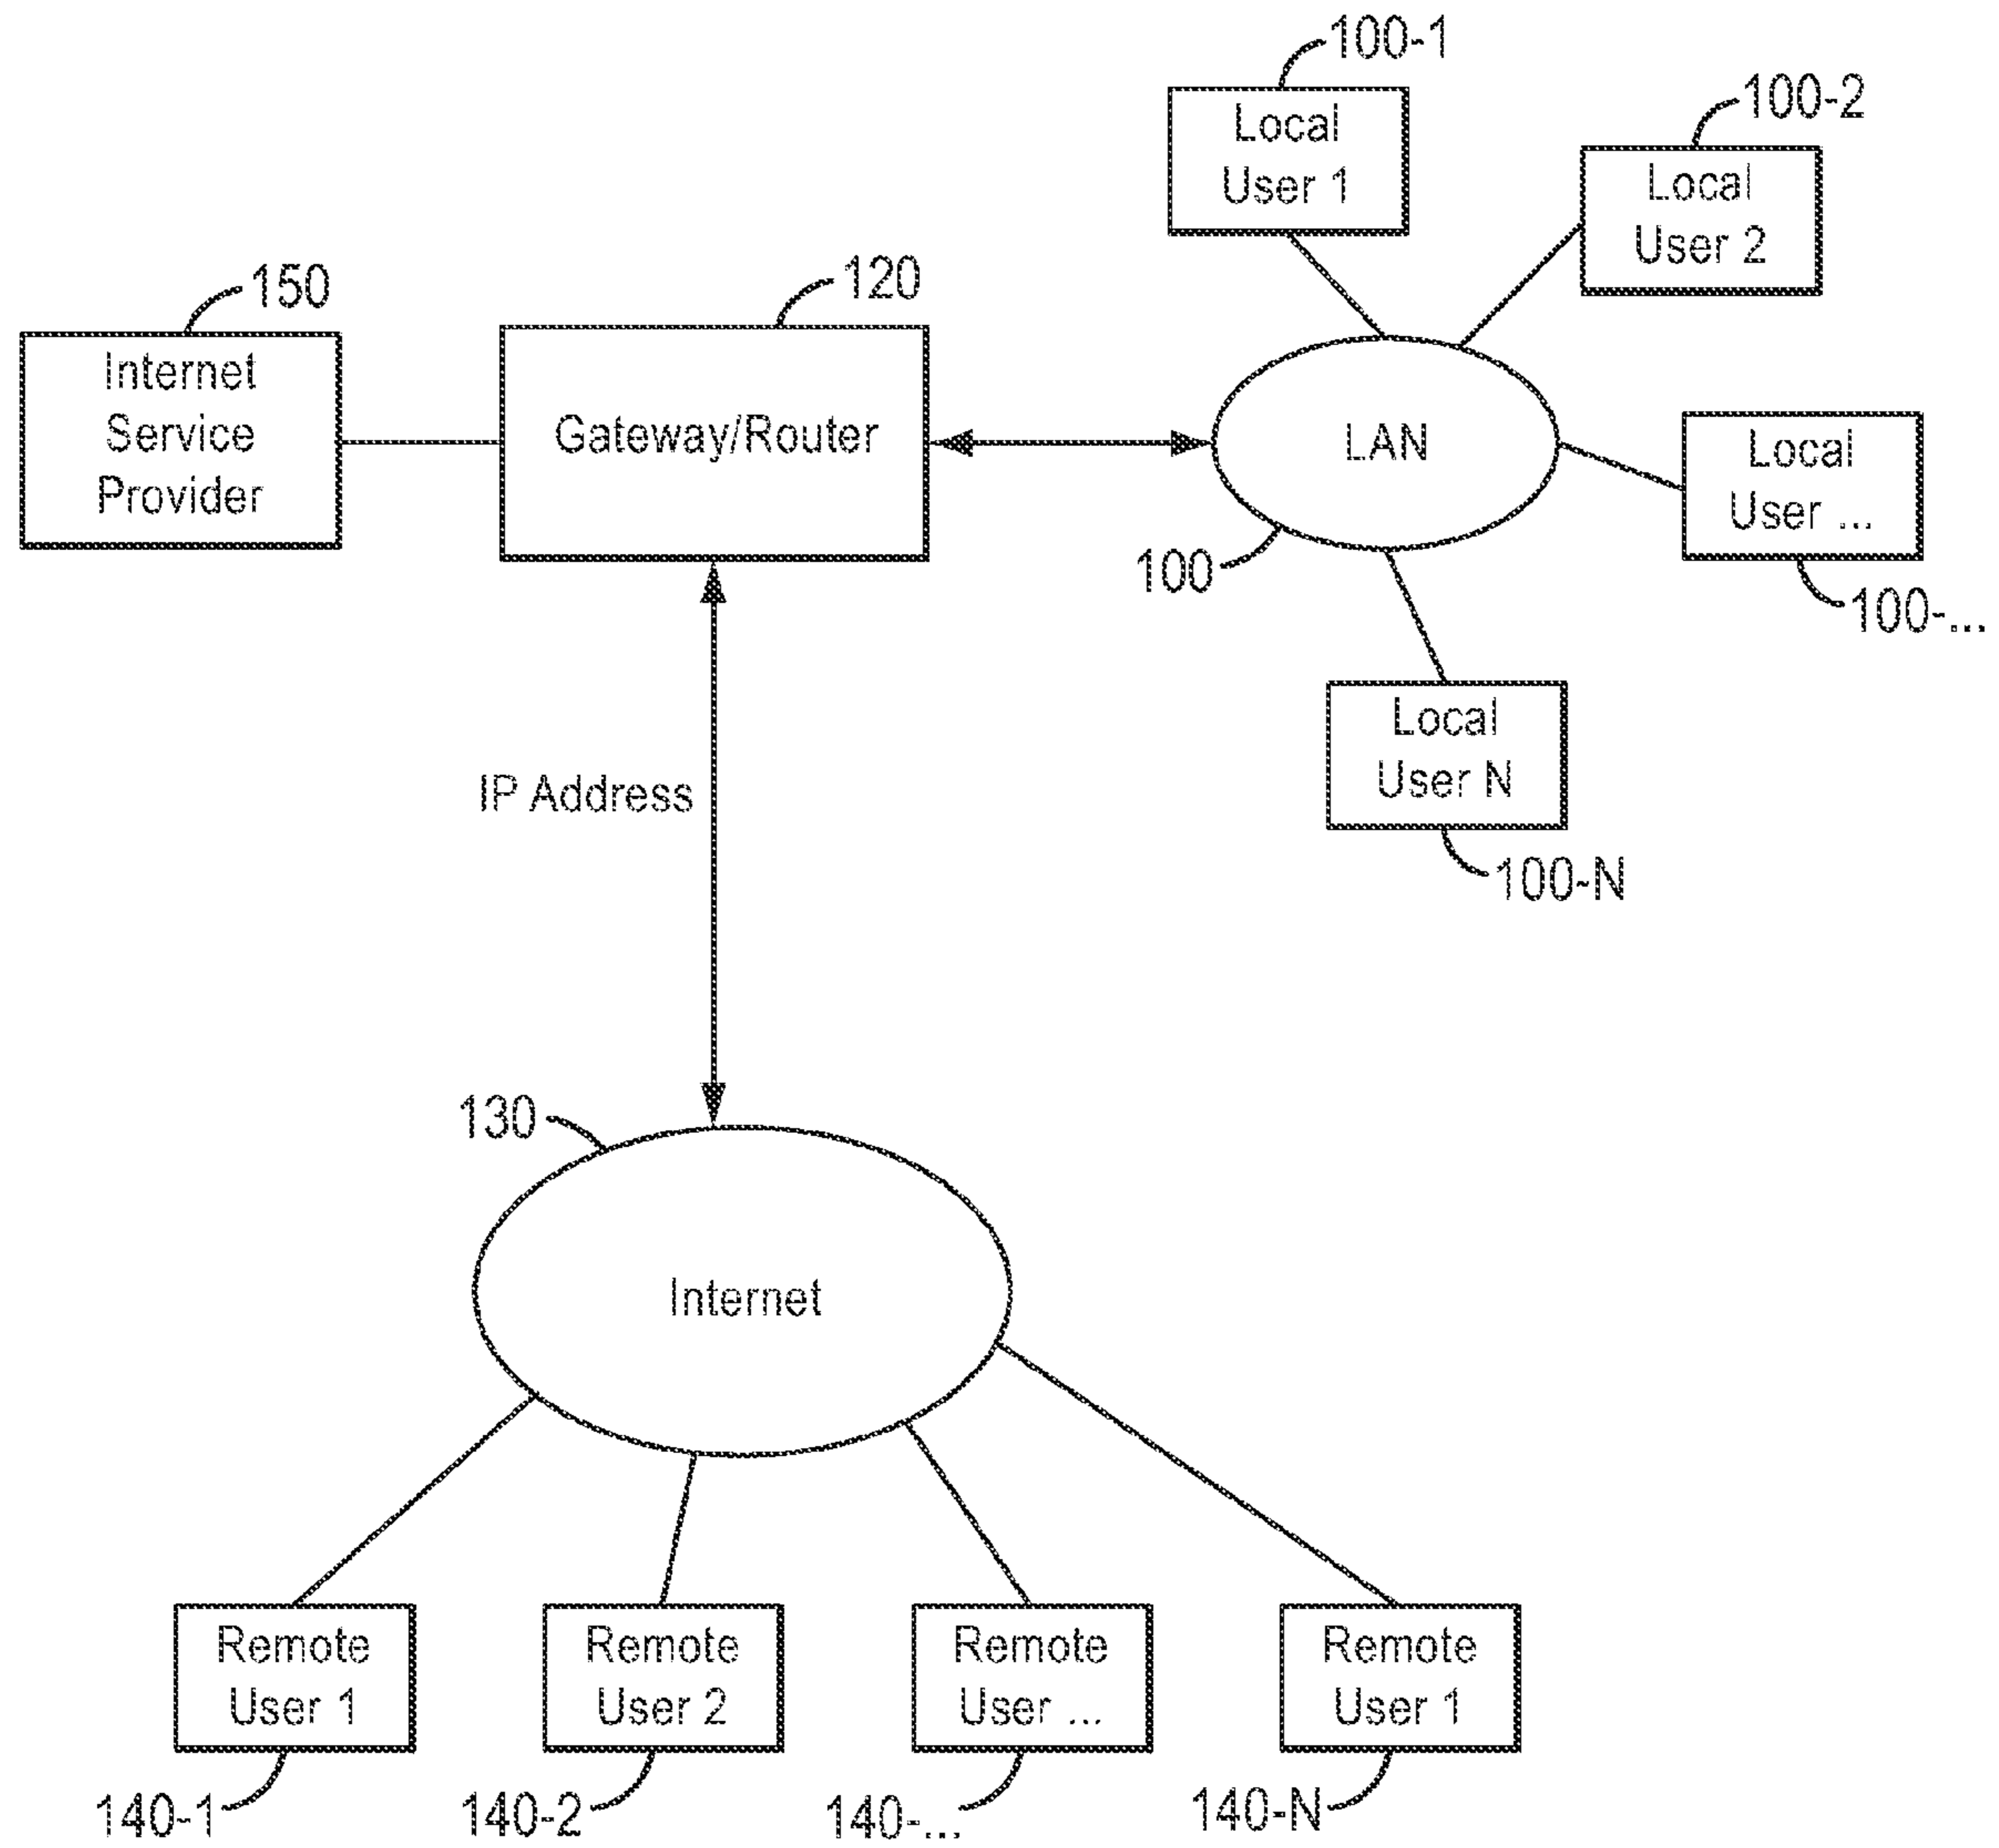 100-1
Local
User 1
100-2
Local
User 2
150
Internet
Service
Provider
120
Gateway/Router
LAN
100
Local
User ...
100-...
Local
User N
100-N
IP Address
130
Internet
Remote
User 1
140-1
Remote
User 2
140-2
Remote
User ...
140-...
Remote
User 1
140-N